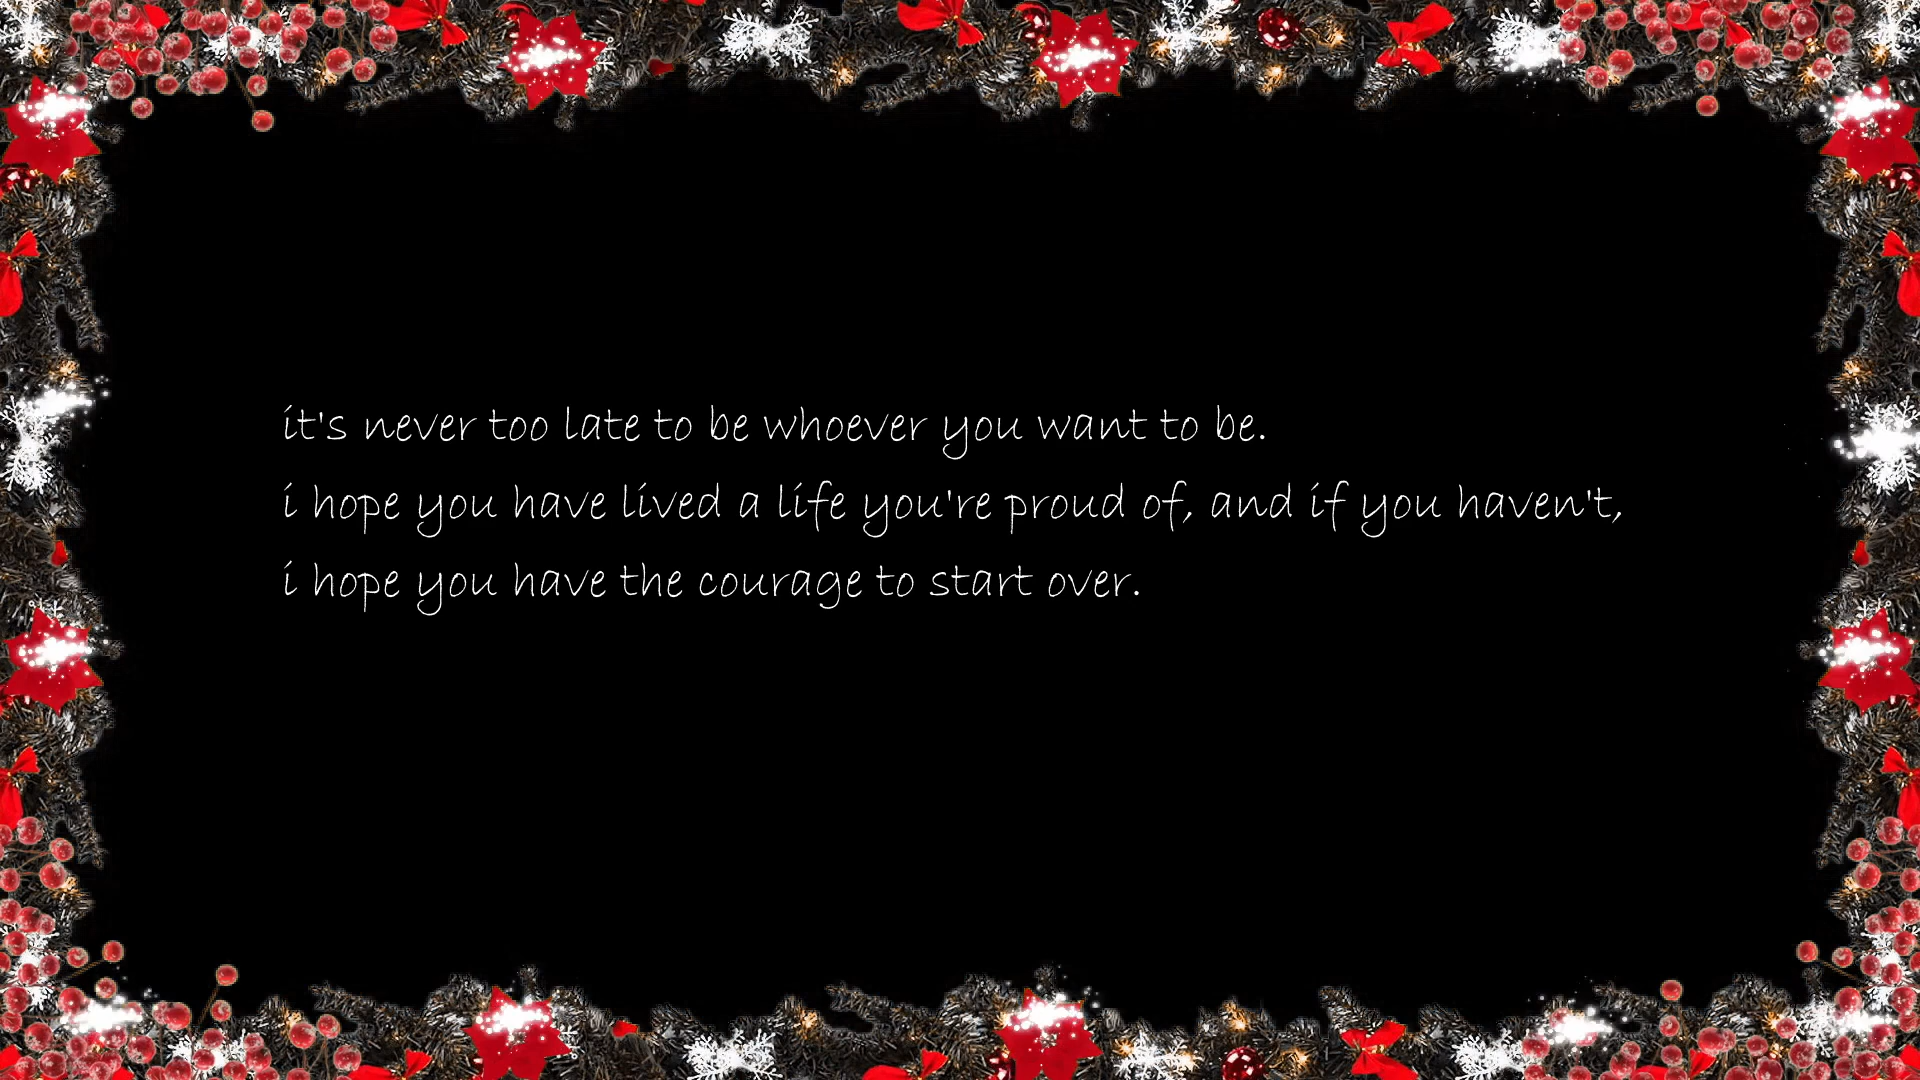 it's never too late to be whoever you want to be.
i hope you have lived a life you're proud of, and if you haven't,
i hope you have the courage to start over.